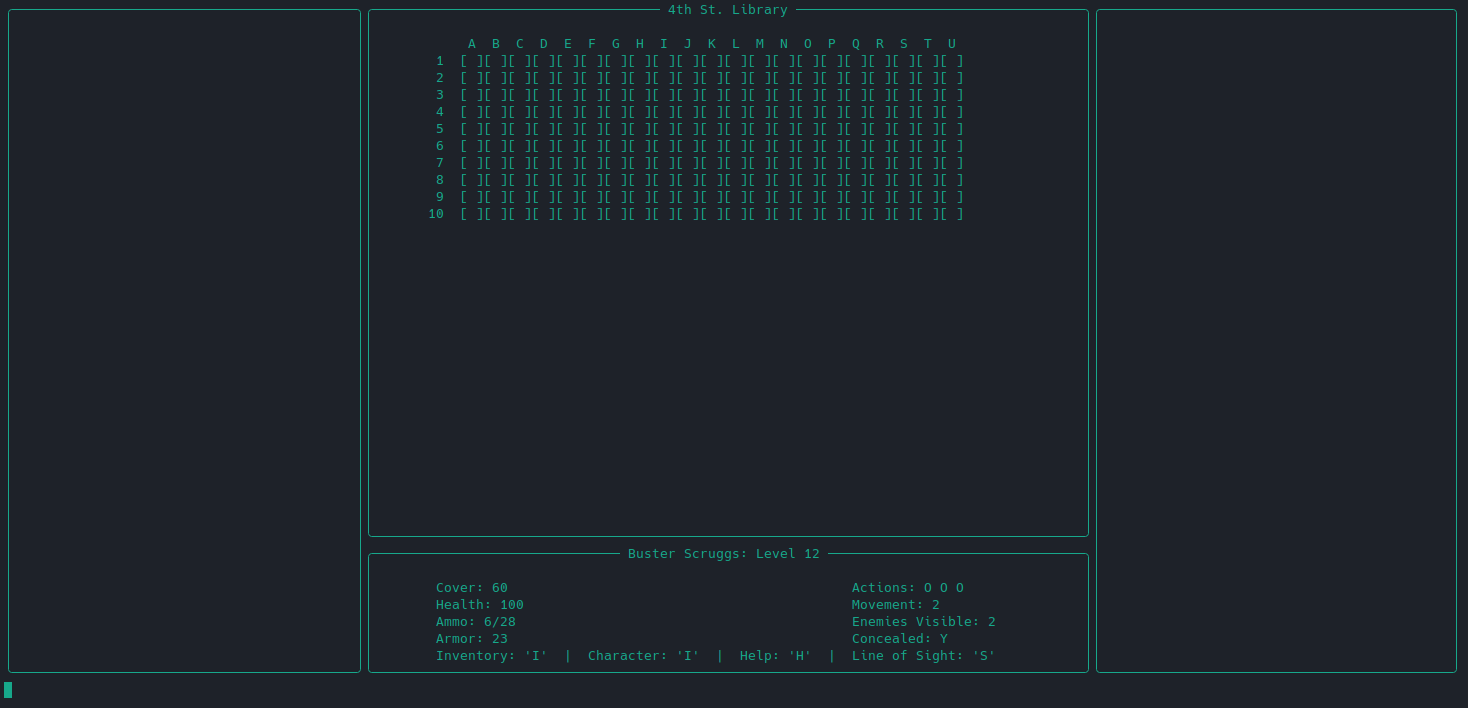 4th St. Library
A B C D E F G H I J K L M N O P Q R S T U
1 [ ][ ][ ][ ][ ][ ][ ][ ][ ][ ][ ][ ][ ][ ][ ][ ][ ][ ][ ][ ][ ]
2 [ ][ ][ ][ ][ ][ ][ ][ ][ ][ ][ ][ ][ ][ ][ ][ ][ ][ ][ ][ ][ ]
3 [ ][ ][ ][ ][ ][ ][ ][ ][ ][ ][ ][ ][ ][ ][ ][ ][ ][ ][ ][ ][ ]
4 [ ][ ][ ][ ][ ][ ][ ][ ][ ][ ][ ][ ][ ][ ][ ][ ][ ][ ][ ][ ][ ]
5 [ ][ ][ ][ ][ ][ ][ ][ ][ ][ ][ ][ ][ ][ ][ ][ ][ ][ ][ ][ ][ ]
6 [ ][ ][ ][ ][ ][ ][ ][ ][ ][ ][ ][ ][ ][ ][ ][ ][ ][ ][ ][ ][ ]
7 [ ][ ][ ][ ][ ][ ][ ][ ][ ][ ][ ][ ][ ][ ][ ][ ][ ][ ][ ][ ][ ]
8 [ ][ ][ ][ ][ ][ ][ ][ ][ ][ ][ ][ ][ ][ ][ ][ ][ ][ ][ ][ ][ ]
9 [ ][ ][ ][ ][ ][ ][ ][ ][ ][ ][ ][ ][ ][ ][ ][ ][ ][ ][ ][ ][ ]
10 [ ][ ][ ][ ][ ][ ][ ][ ][ ][ ][ ][ ][ ][ ][ ][ ][ ][ ][ ][ ][ ]
Buster Scruggs: Level 12
Cover: 60 Actions: O O O
Health: 100 Movement: 2
Ammo: 6/28 Enemies Visible: 2
Armor: 23 Concealed: Y
Inventory: 'I' | Character: 'I' | Help: 'H' | Line of Sight: 'S'